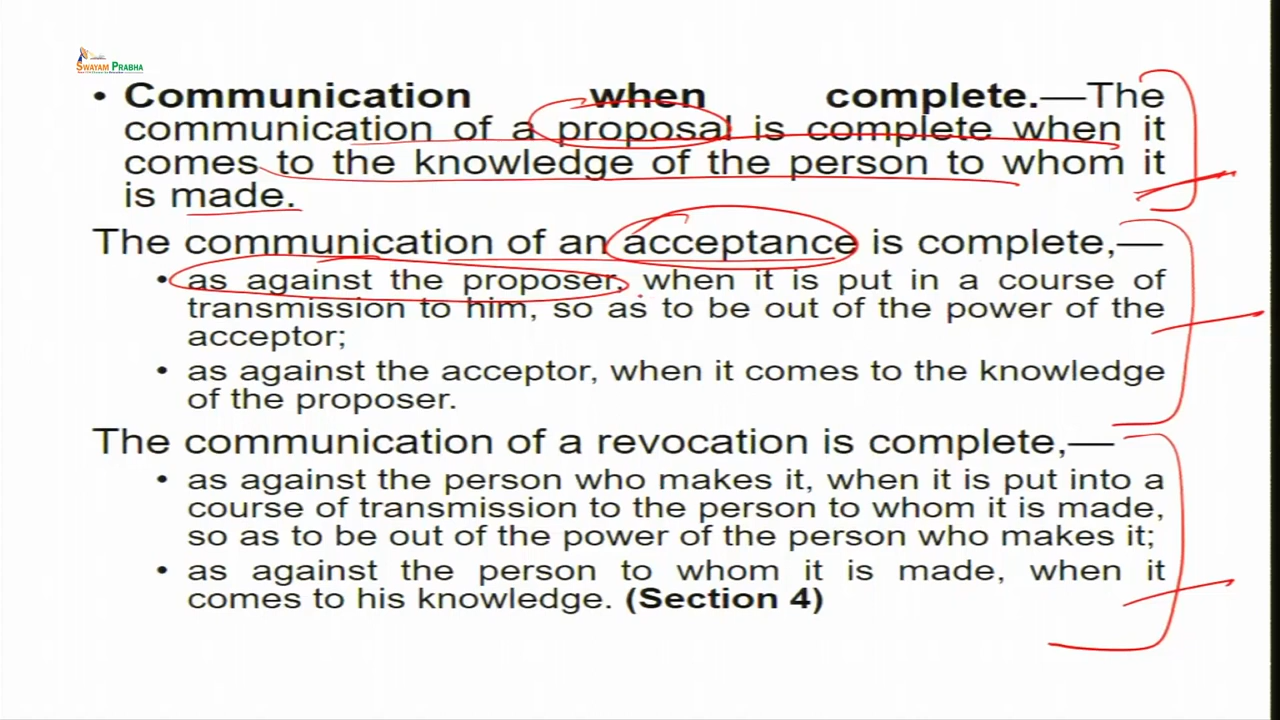 SWAYAM PRABHA
• Communication when complete.—The
communication of a proposal is complete when it
comes to the knowledge of the person to whom it
is made.
The communication of an acceptance is complete,—
• as against the proposer, when it is put in a course of
transmission to him, so as to be out of the power of the
acceptor;
• as against the acceptor, when it comes to the knowledge
of the proposer.
The communication of a revocation is complete,—
• as against the person who makes it, when it is put into a
course of transmission to the person to whom it is made,
so as to be out of the power of the person who makes it;
• as against the person to whom it is made, when it
comes to his knowledge. (Section 4)